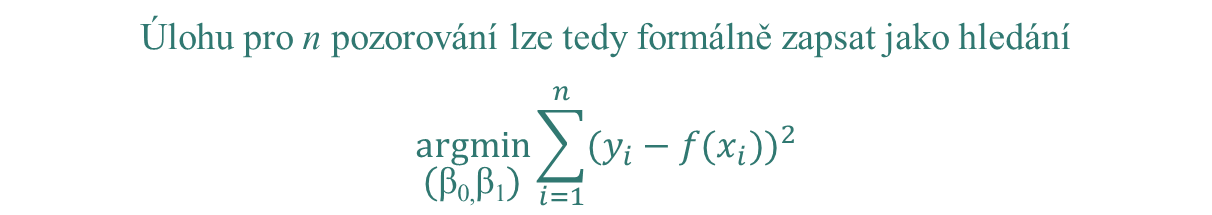 Úlohu pro n pozorování lze tedy formálně zapsat jako hledání
n
argmin ∑ (yᵢ − f(xᵢ))²
(β₀,β₁) i=1